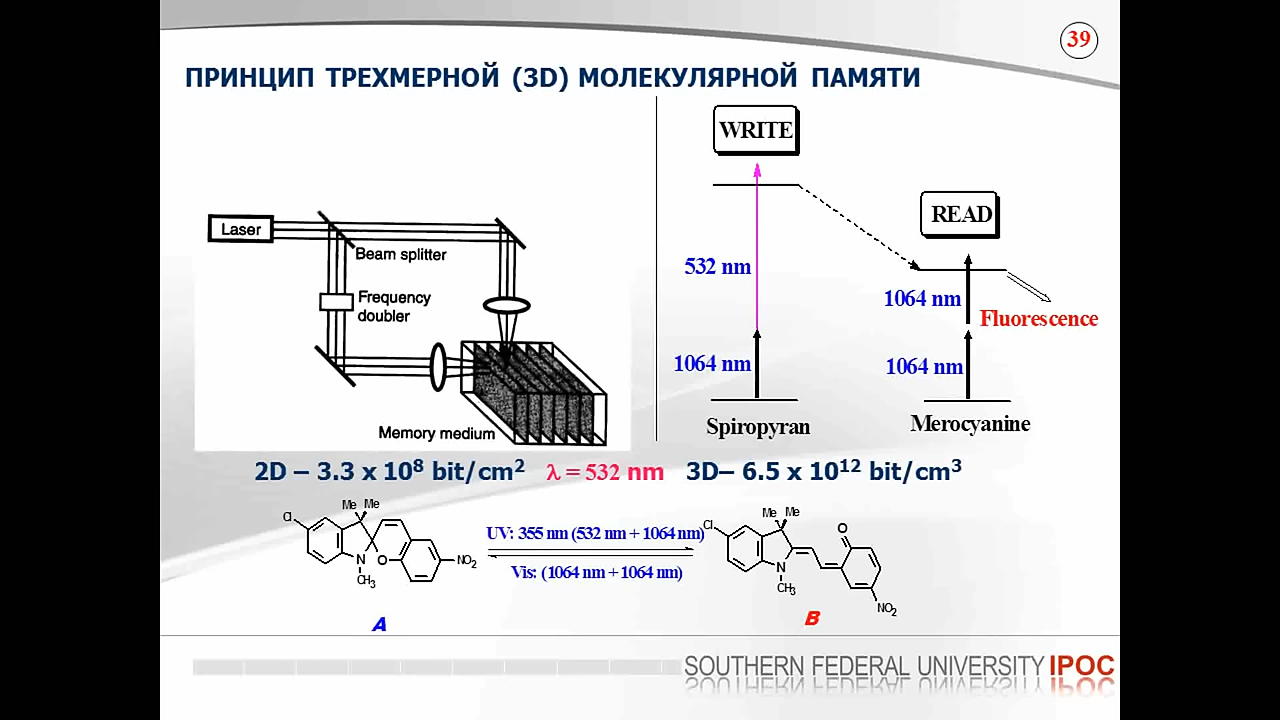 39
ПРИНЦИП ТРЕХМЕРНОЙ (3D) МОЛЕКУЛЯРНОЙ ПАМЯТИ
Laser
Beam splitter
Frequency
doubler
Memory medium
WRITE
READ
532 nm
1064 nm
Fluorescence
1064 nm
1064 nm
Spiropyran
Merocyanine
2D – 3.3 x 10⁸ bit/cm² λ = 532 nm 3D– 6.5 x 10¹² bit/cm³
Cl
Me Me
N
CH₃
O
NO₂
A
UV: 355 nm (532 nm + 1064 nm)
Vis: (1064 nm + 1064 nm)
Cl
Me Me
N
CH₃
O
NO₂
B
SOUTHERN FEDERAL UNIVERSITY IPOC